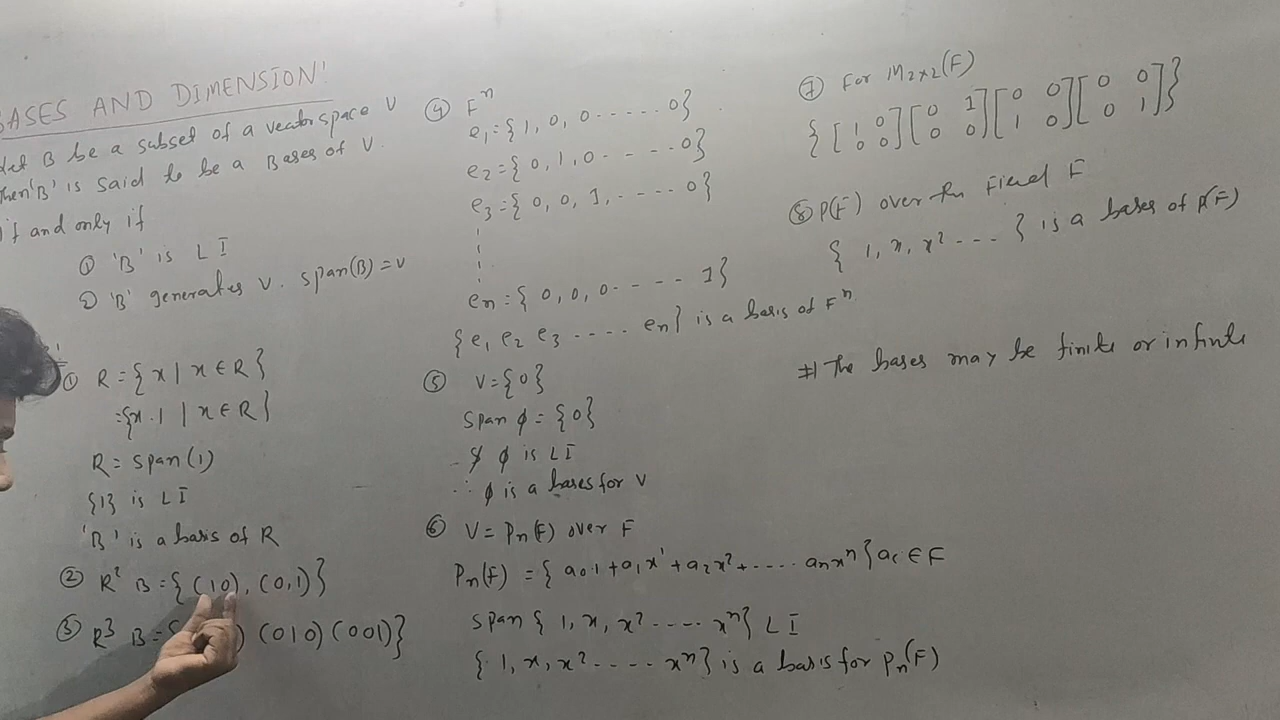 BASES AND DIMENSION!
Let B be a subset of a vector space V
then 'B' is said to be a Bases of V.
if and only if
① 'B' is L I
② 'B' generates V. span(B) = V
① R = {x | x ∈ R}
= {x.1 | x ∈ R}
R = span(1)
{1} is L I
'B' is a basis of R
② R² B = {(1 0), (0,1)}
③ R³ B = { ) (0 1 0) (0 0 1)}
④ Fⁿ
e₁ = {1, 0, 0 ..... 0}
e₂ = {0, 1, 0 - - .. 0}
e₃ = {0, 0, 1, - - - - 0}
eₙ = {0, 0, 0 - - - - 1}
{e₁ e₂ e₃ ..... eₙ} is a basis of Fⁿ
⑤ V = {0}
span ϕ = {0}
ϕ is L I
∴ ϕ is a bases for V
⑥ V = Pₙ(F) over F
Pₙ(F) = {a₀.1 + a₁x¹ + a₂x² + ..... aₙxⁿ} aᵢ ∈ F
span {1, x, x² ..... xⁿ} L I
{1, x, x² ..... xⁿ} is a basis for Pₙ(F)
⑦ For M₂ₓ₂(F)
{[1 0 [0 1 [0 0 [0 0
0 0] 0 0] 1 0] 0 1]}
⑧ P(F) over the Field F
{1, x, x² - - - } is a bases of P(F)
#| The bases may be finite or infinite